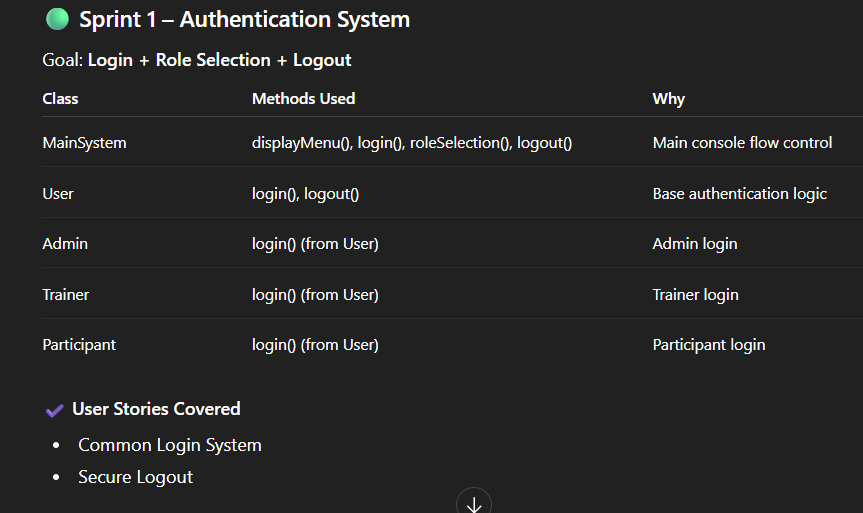 Sprint 1 – Authentication System
Goal: Login + Role Selection + Logout
Class Methods Used Why
MainSystem displayMenu(), login(), roleSelection(), logout() Main console flow control
User login(), logout() Base authentication logic
Admin login() (from User) Admin login
Trainer login() (from User) Trainer login
Participant login() (from User) Participant login
User Stories Covered
• Common Login System
• Secure Logout